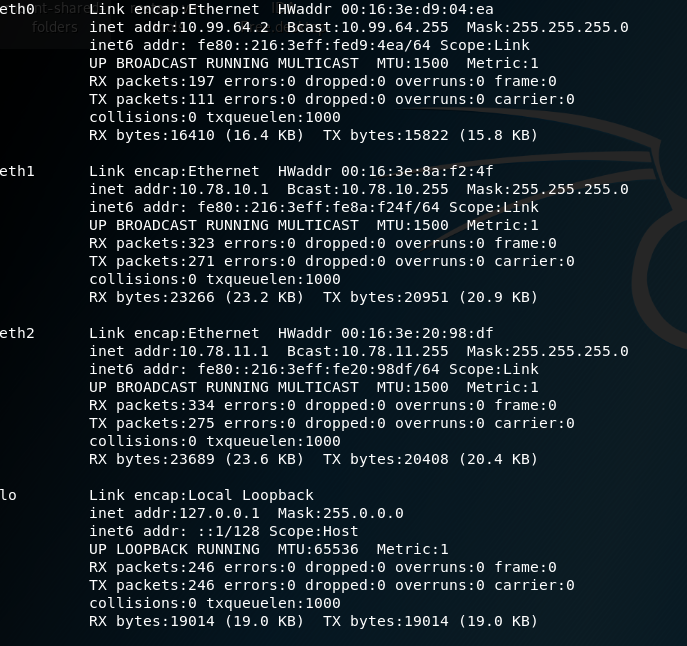 eth0 Link encap:Ethernet HWaddr 00:16:3e:d9:04:ea
inet addr:10.99.64.2 Bcast:10.99.64.255 Mask:255.255.255.0
inet6 addr: fe80::216:3eff:fed9:4ea/64 Scope:Link
UP BROADCAST RUNNING MULTICAST MTU:1500 Metric:1
RX packets:197 errors:0 dropped:0 overruns:0 frame:0
TX packets:111 errors:0 dropped:0 overruns:0 carrier:0
collisions:0 txqueuelen:1000
RX bytes:16410 (16.4 KB) TX bytes:15822 (15.8 KB)
eth1 Link encap:Ethernet HWaddr 00:16:3e:8a:f2:4f
inet addr:10.78.10.1 Bcast:10.78.10.255 Mask:255.255.255.0
inet6 addr: fe80::216:3eff:fe8a:f24f/64 Scope:Link
UP BROADCAST RUNNING MULTICAST MTU:1500 Metric:1
RX packets:323 errors:0 dropped:0 overruns:0 frame:0
TX packets:271 errors:0 dropped:0 overruns:0 carrier:0
collisions:0 txqueuelen:1000
RX bytes:23266 (23.2 KB) TX bytes:20951 (20.9 KB)
eth2 Link encap:Ethernet HWaddr 00:16:3e:20:98:df
inet addr:10.78.11.1 Bcast:10.78.11.255 Mask:255.255.255.0
inet6 addr: fe80::216:3eff:fe20:98df/64 Scope:Link
UP BROADCAST RUNNING MULTICAST MTU:1500 Metric:1
RX packets:334 errors:0 dropped:0 overruns:0 frame:0
TX packets:275 errors:0 dropped:0 overruns:0 carrier:0
collisions:0 txqueuelen:1000
RX bytes:23689 (23.6 KB) TX bytes:20408 (20.4 KB)
lo Link encap:Local Loopback
inet addr:127.0.0.1 Mask:255.0.0.0
inet6 addr: ::1/128 Scope:Host
UP LOOPBACK RUNNING MTU:65536 Metric:1
RX packets:246 errors:0 dropped:0 overruns:0 frame:0
TX packets:246 errors:0 dropped:0 overruns:0 carrier:0
collisions:0 txqueuelen:1000
RX bytes:19014 (19.0 KB) TX bytes:19014 (19.0 KB)